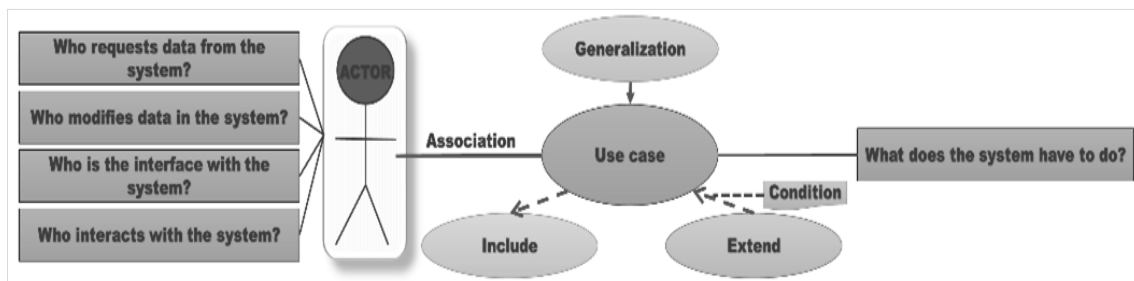 Who requests data from the
system?
Who modifies data in the system?
Who is the interface with the
system?
Who interacts with the system?
ACTOR
Association
Generalization
Use case
Include
Extend
Condition
What does the system have to do?